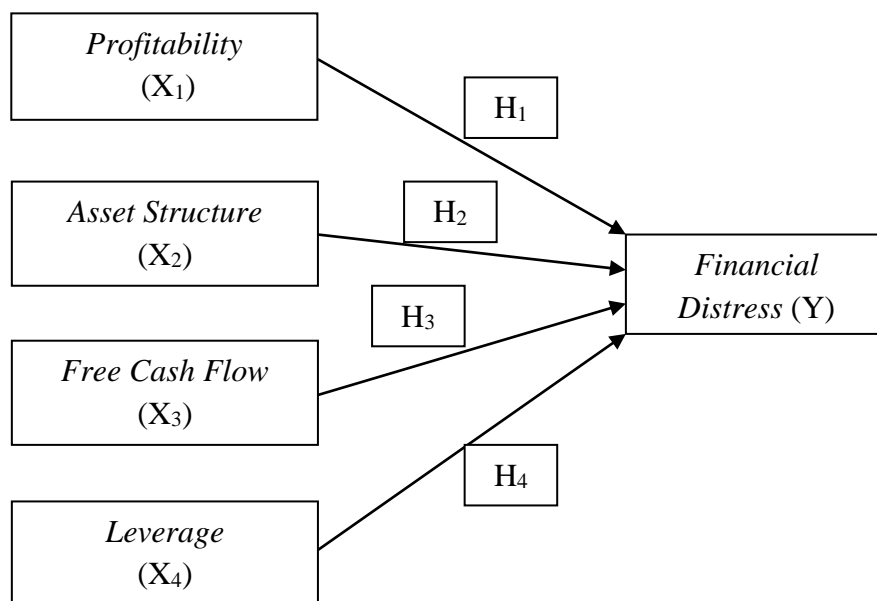 Profitability
(X₁)
H₁
Asset Structure
(X₂)
H₂
Financial
Distress (Y)
H₃
Free Cash Flow
(X₃)
H₄
Leverage
(X₄)